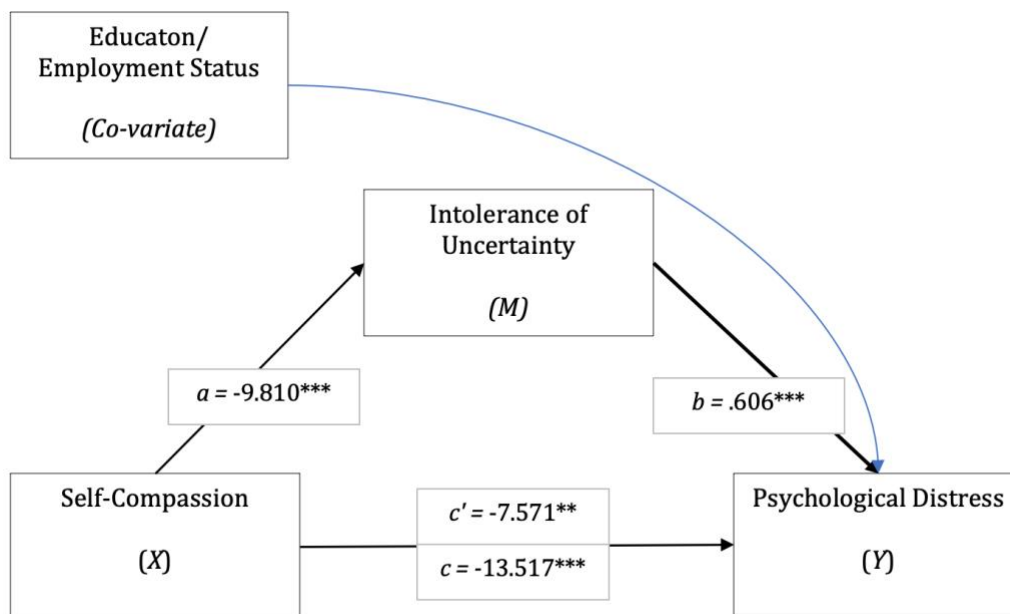 Educaton/
Employment Status
(Co-variate)
Intolerance of
Uncertainty
(M)
a = -9.810***
b = .606***
Self-Compassion
(X)
c' = -7.571**
c = -13.517***
Psychological Distress
(Y)